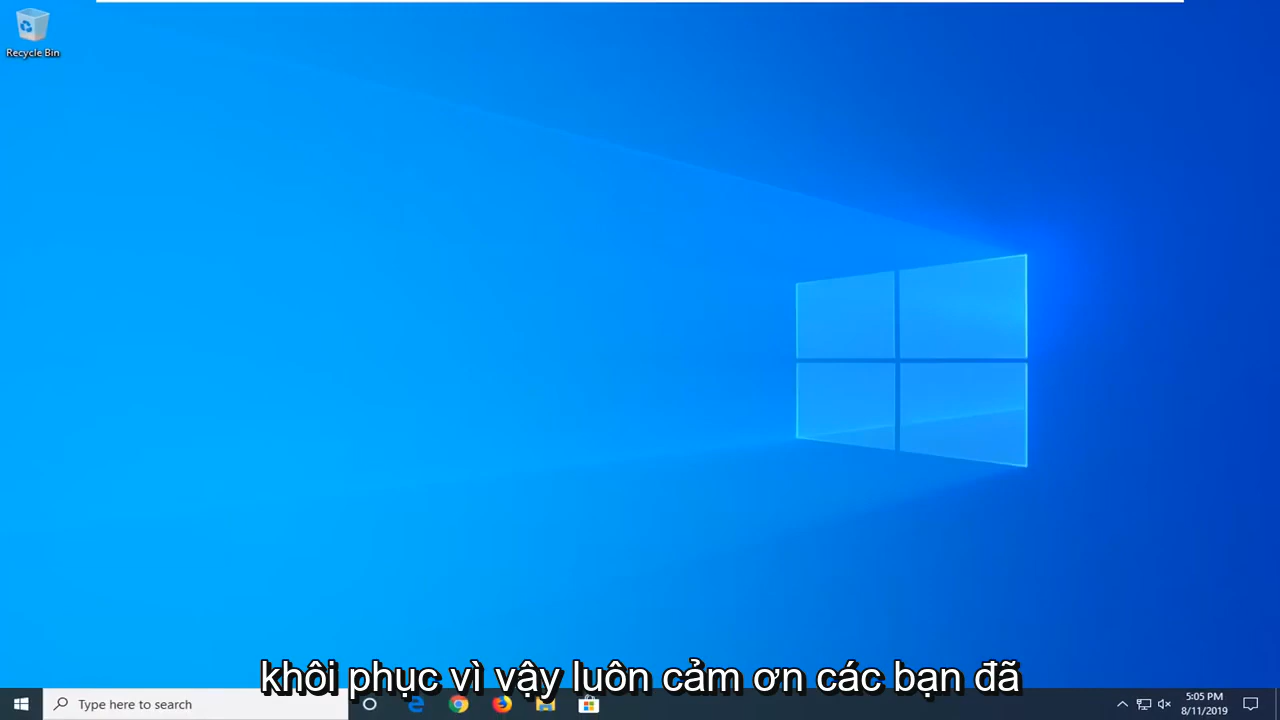 Recycle Bin
khôi phục vì vậy luôn cảm ơn các bạn đã
Type here to search
5:05 PM
8/11/2019